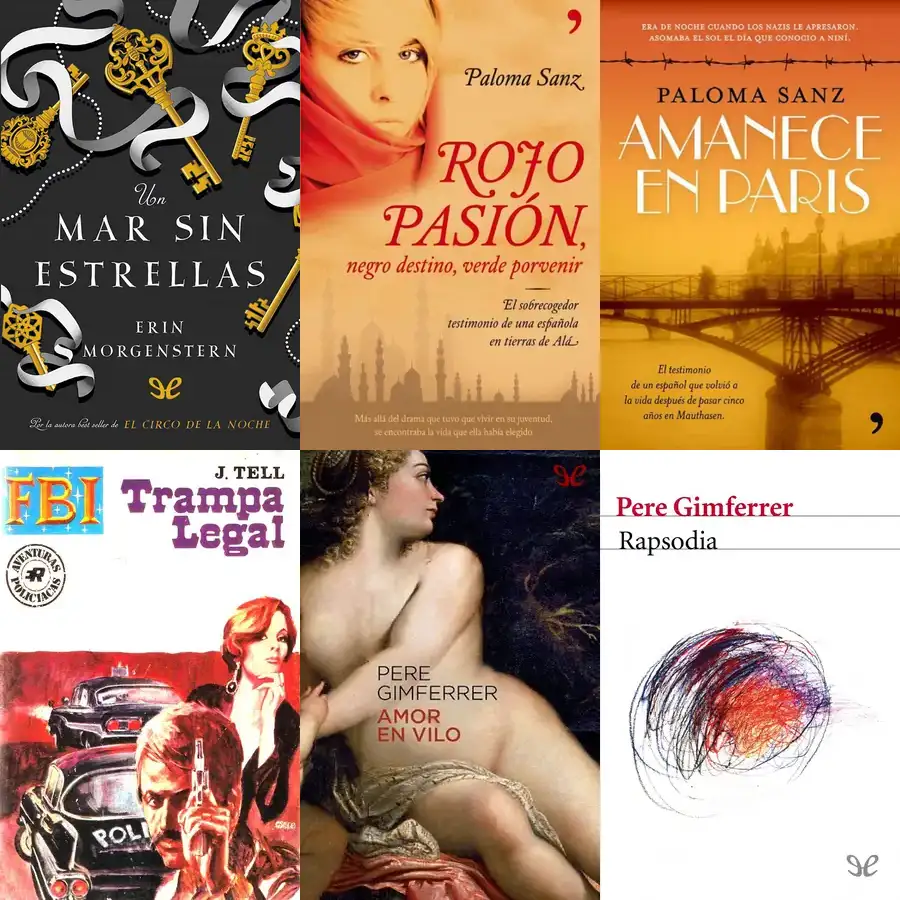 Un
MAR SIN
ESTRELLAS
ERIN
MORGENSTERN
Por la autora best seller de EL CIRCO DE LA NOCHE
Paloma Sanz
ROJO
PASIÓN,
negro destino, verde porvenir
El sobrecogedor
testimonio de una española
en tierras de Alá
Más allá del drama que tuvo que vivir en su juventud,
se encontraba la vida que ella había elegido
ERA DE NOCHE CUANDO LOS NAZIS LE APRESARON.
ASOMABA EL SOL EL DÍA QUE CONOCIO A NINÍ.
PALOMA SANZ
AMANECE
EN PARIS
El testimonio
de un español que volvió a
la vida después de pasar cinco
años en Mauthasen.
FBI
J. TELL
Trampa
Legal
AVENTURAS
POLICIACAS
POLI
PERE
GIMFERRER
AMOR
EN VILO
Pere Gimferrer
Rapsodia